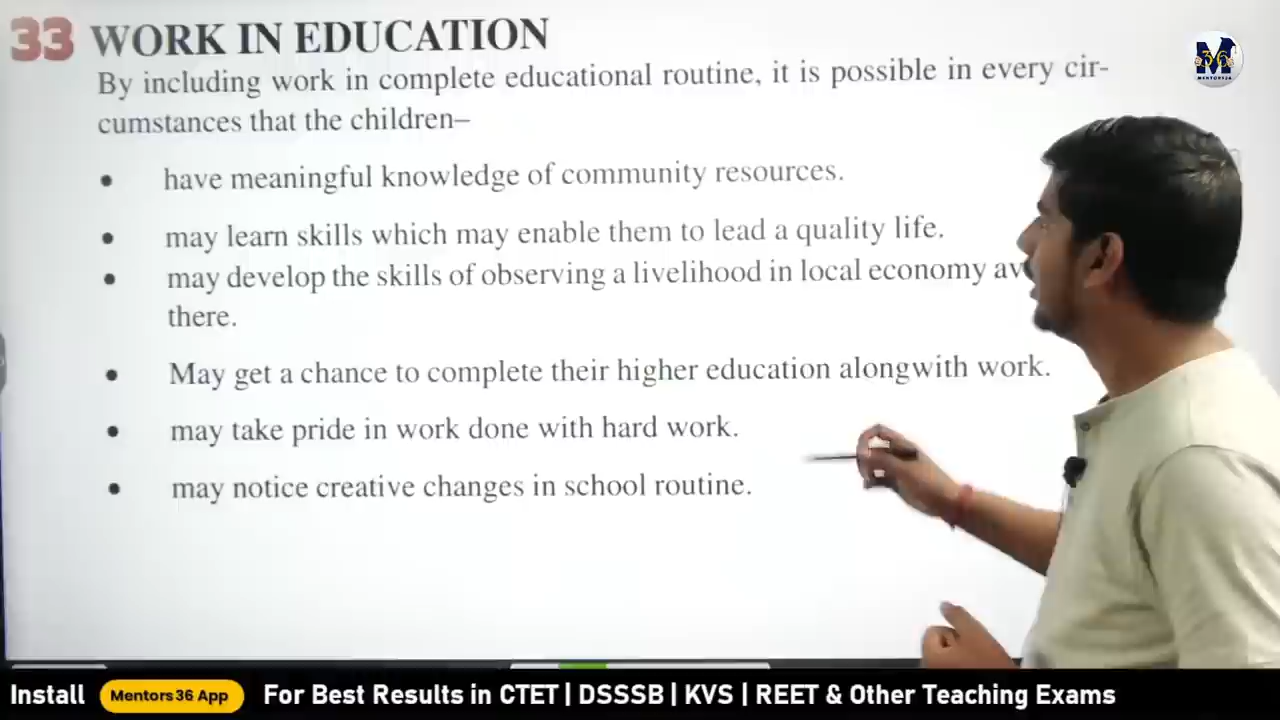 33 WORK IN EDUCATION
By including work in complete educational routine, it is possible in every cir-
cumstances that the children–
• have meaningful knowledge of community resources.
• may learn skills which may enable them to lead a quality life.
• may develop the skills of observing a livelihood in local economy
there.
• May get a chance to complete their higher education alongwith work.
• may take pride in work done with hard work.
• may notice creative changes in school routine.
M
36
MENTORS36
Install Mentors36 App For Best Results in CTET | DSSSB | KVS | REET & Other Teaching Exams